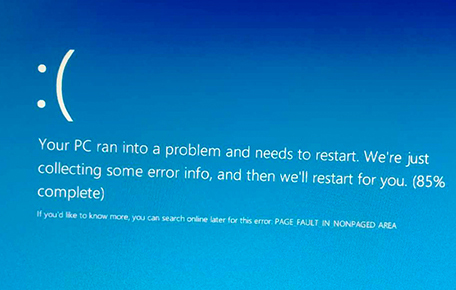 :(
Your PC ran into a problem and needs to restart. We're just
collecting some error info, and then we'll restart for you. (85%
complete)
If you'd like to know more, you can search online later for this error: PAGE FAULT IN NONPAGED AREA